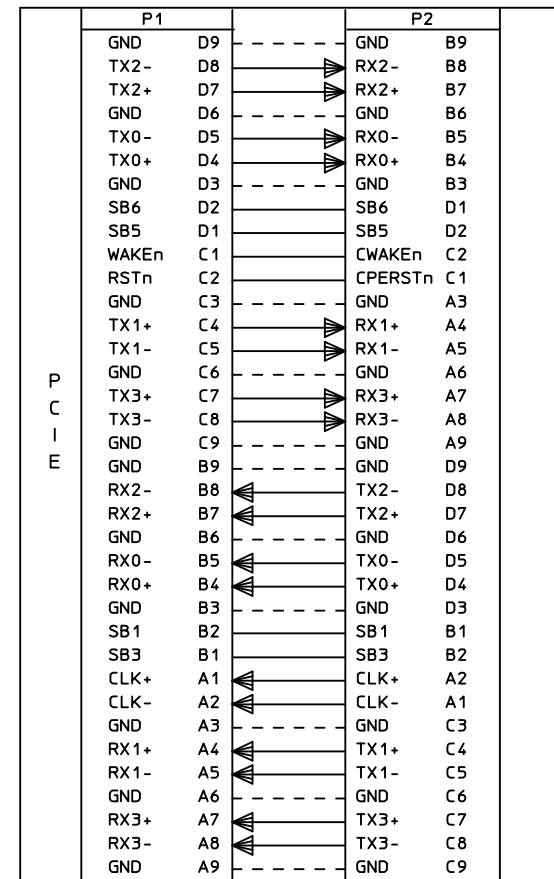 P1 P2
GND D9 GND B9
TX2- D8 RX2- B8
TX2+ D7 RX2+ B7
GND D6 GND B6
TX0- D5 RX0- B5
TX0+ D4 RX0+ B4
GND D3 GND B3
SB6 D2 SB6 D1
SB5 D1 SB5 D2
WAKEn C1 CWAKEn C2
RSTn C2 CPERSTn C1
GND C3 GND A3
TX1+ C4 RX1+ A4
TX1- C5 RX1- A5
GND C6 GND A6
TX3+ C7 RX3+ A7
TX3- C8 RX3- A8
GND C9 GND A9
GND B9 GND D9
RX2- B8 TX2- D8
RX2+ B7 TX2+ D7
GND B6 GND D6
RX0- B5 TX0- D5
RX0+ B4 TX0+ D4
GND B3 GND D3
SB1 B2 SB1 B1
SB3 B1 SB3 B2
CLK+ A1 CLK+ A2
CLK- A2 CLK- A1
GND A3 GND C3
RX1+ A4 TX1+ C4
RX1- A5 TX1- C5
GND A6 GND C6
RX3+ A7 TX3+ C7
RX3- A8 TX3- C8
GND A9 GND C9
P
C
I
E